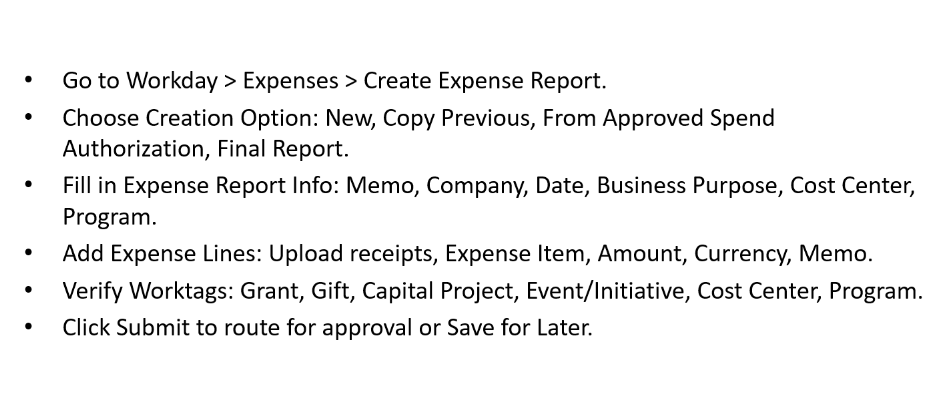 • Go to Workday > Expenses > Create Expense Report.
• Choose Creation Option: New, Copy Previous, From Approved Spend
Authorization, Final Report.
• Fill in Expense Report Info: Memo, Company, Date, Business Purpose, Cost Center,
Program.
• Add Expense Lines: Upload receipts, Expense Item, Amount, Currency, Memo.
• Verify Worktags: Grant, Gift, Capital Project, Event/Initiative, Cost Center, Program.
• Click Submit to route for approval or Save for Later.